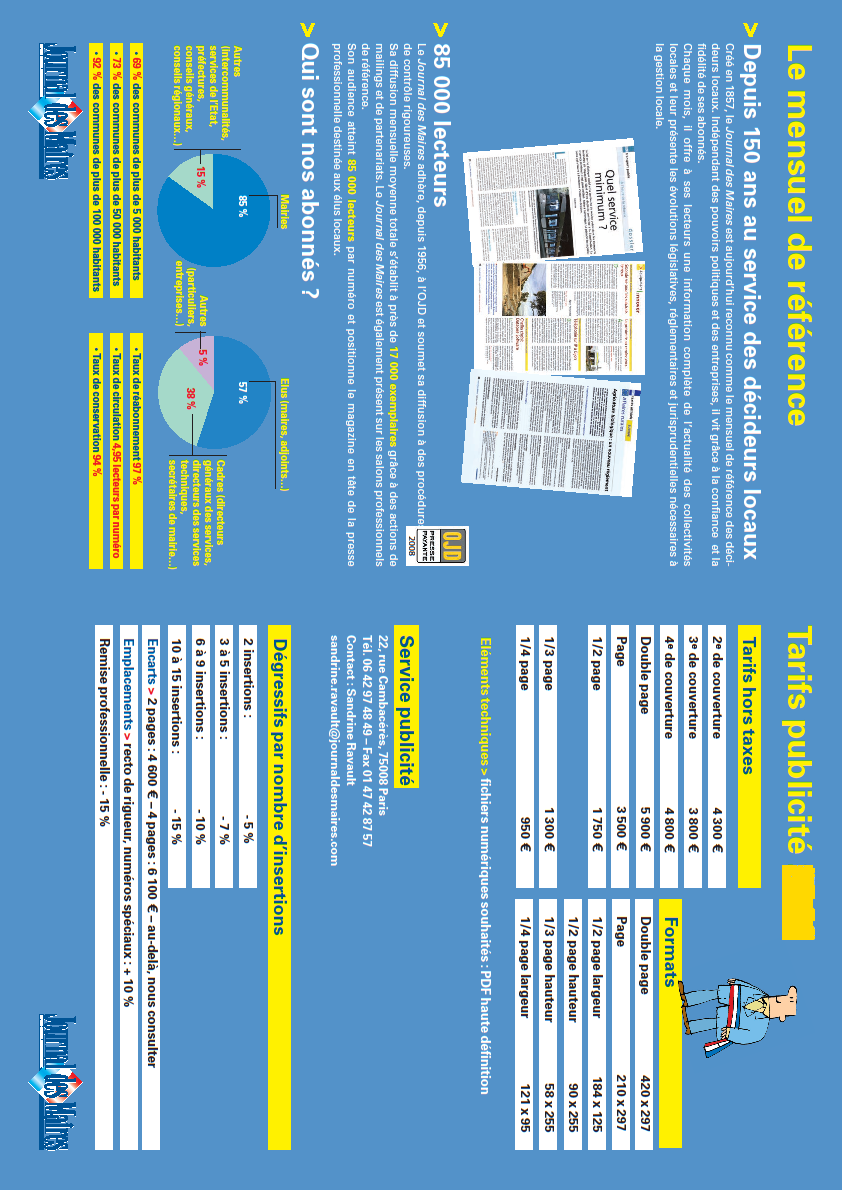 Le mensuel de référence
> Depuis 150 ans au service des décideurs locaux
Créé en 1857, le Journal des Maires est aujourd'hui reconnu comme le mensuel de référence des déci-
deurs locaux. Indépendant des pouvoirs politiques et des entreprises, il vit grâce à la confiance et la
fidélité de ses abonnés.
Chaque mois, il offre à ses lecteurs une information complète de l'actualité des collectivités
locales et leur présente les évolutions législatives, réglementaires et jurisprudentielles nécessaires à
la gestion locale.
dossier
Quel service
minimum ?
> 85 000 lecteurs
Le Journal des Maires adhère, depuis 1956, à l'OJD et soumet sa diffusion à des procédures
de contrôle rigoureuses.
Sa diffusion mensuelle moyenne totale s'établit à près de 17 000 exemplaires grâce à des actions de
mailings et de partenariats. Le Journal des Maires est également présent sur les salons professionnels
de référence.
Son audience atteint 85 000 lecteurs par numéro et positionne le magazine en tête de la presse
professionnelle destinée aux élus locaux.
OJD
PRESSE
PAYANTE
2008
> Qui sont nos abonnés ?
Mairies
85 %
15 %
Autres
(intercommunalités,
services de l'Etat,
préfectures,
conseils généraux,
conseils régionaux...)
Elus (maires, adjoints...)
57 %
38 %
5 %
Autres
(particuliers,
entreprises...)
Cadres (directeurs
généraux des services,
directeurs des services
techniques,
secrétaires de mairie...)
• 69 % des communes de plus de 5 000 habitants
• 73 % des communes de plus de 50 000 habitants
• 92 % des communes de plus de 100 000 habitants
• Taux de réabonnement 97 %
• Taux de circulation 4,95 lecteurs par numéro
• Taux de conservation 94 %
Journal des Maires
Tarifs publicité
Tarifs hors taxes
2e de couverture 4 300 €
3e de couverture 3 800 €
4e de couverture 4 800 €
Double page 5 900 €
Page 3 500 €
1/2 page 1 750 €
1/3 page 1 300 €
1/4 page 950 €
Formats
Double page 420 x 297
Page 210 x 297
1/2 page largeur 184 x 125
1/2 page hauteur 90 x 255
1/3 page hauteur 58 x 255
1/4 page largeur 121 x 95
Eléments techniques > fichiers numériques souhaités : PDF haute définition
Service publicité
22, rue Cambacérès, 75008 Paris
Tél. 06 42 97 48 49 – Fax 01 47 42 87 57
Contact : Sandrine Ravault
sandrine.ravault@journaldesmaires.com
Dégressifs par nombre d'insertions
2 insertions : - 5 %
3 à 5 insertions : - 7 %
6 à 9 insertions : - 10 %
10 à 15 insertions : - 15 %
Encarts > 2 pages : 4 600 € – 4 pages : 6 100 € – au-delà, nous consulter
Emplacements > recto de rigueur, numéros spéciaux : + 10 %
Remise professionnelle : - 15 %
Journal des Maires